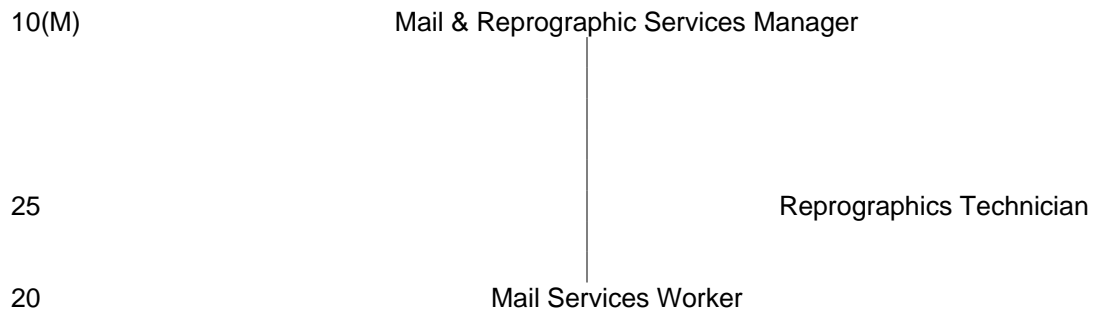 10(M) Mail & Reprographic Services Manager
25 Reprographics Technician
20 Mail Services Worker